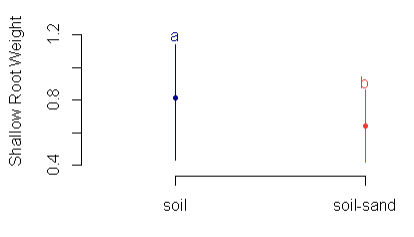 Shallow Root Weight
1.2
0.8
0.4
a
b
soil
soil-sand